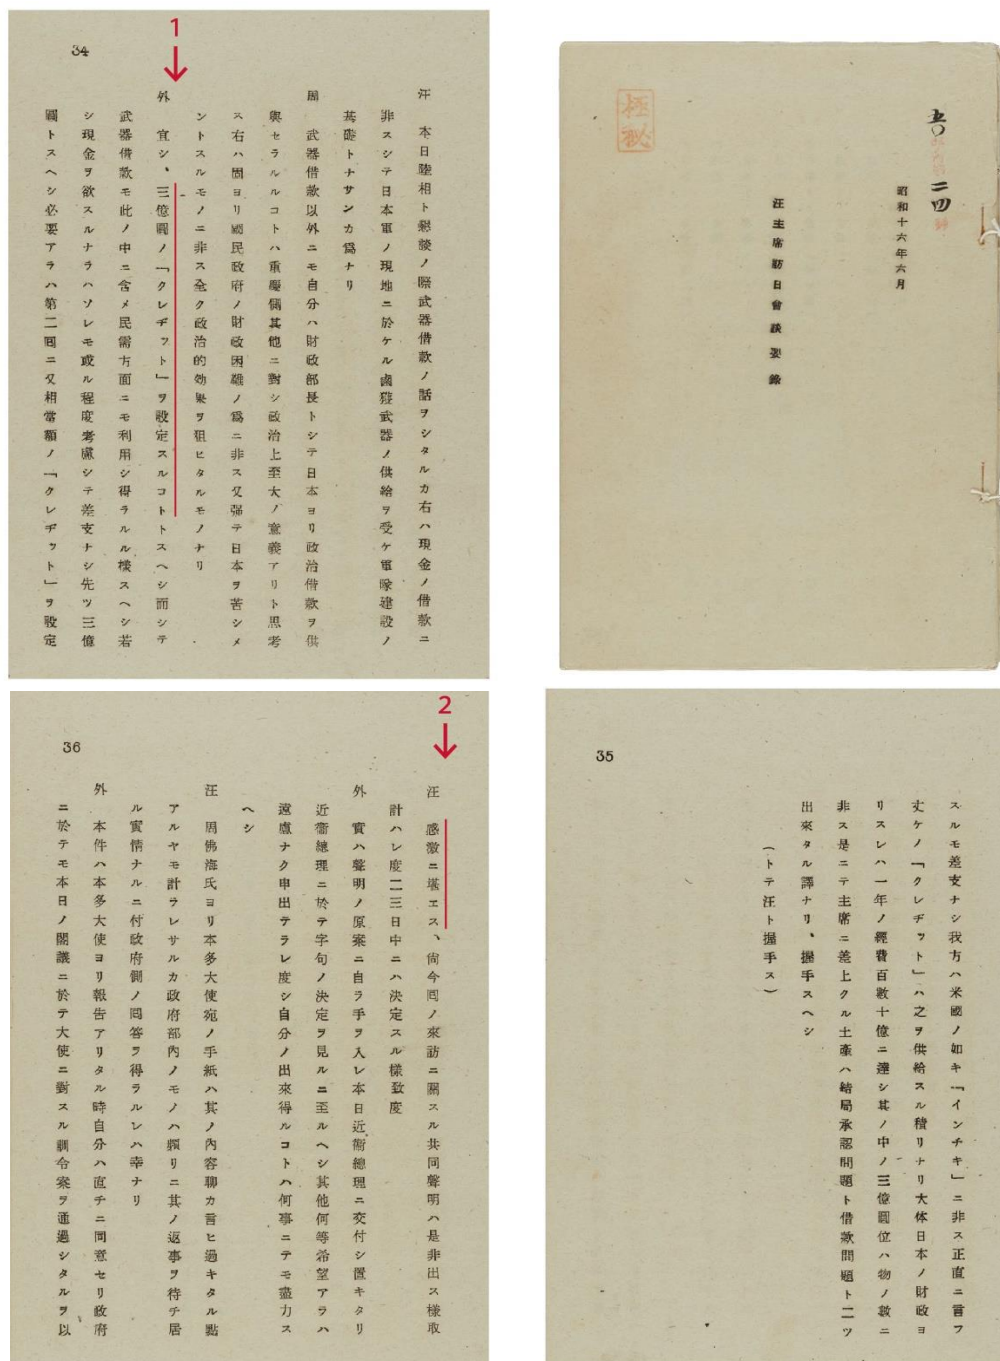 極秘
五〇
二四
昭和十六年六月
汪主席訪日會談要錄
1
34
汪　本日陸相ト懇談ノ際武器借款ノ話ヲシタルカ右ハ現金ノ借款ニ
非スシテ日本軍ノ現地ニ於ケル鹵獲武器ノ供給ヲ受ケ軍隊建設ノ
基礎トナサンカ爲ナリ
周　武器借款以外ニモ自分ハ財政部長トシテ日本ヨリ政治借款ヲ供
與セラルルコトハ重慶側其他ニ對シ政治上至大ノ意義アリト思考
ス右ハ固ヨリ國民政府ノ財政困難ノ爲ニ非ス又强テ日本ヲ苦シメ
ントスルモノニ非ス全ク政治的効果ヲ狙ヒタルモノナリ
外　宜シ、三億圓ノ「クレヂット」ヲ設定スルコトトスヘシ而シテ
武器借款モ此ノ中ニ含メ民需方面ニモ利用シ得ラルル樣スヘシ若
シ現金ヲ欲スルナラハソレモ或ル程度考慮シテ差支ナシ先ツ三億
圓トスヘシ必要アラハ第二囘ニ又相當額ノ「クレヂット」ヲ設定
35
スルモ差支ナシ我方ハ米國ノ如キ「インチキ」ニ非ス正直ニ言フ
丈ケノ「クレヂット」ハ之ヲ供給スル積リナリ大体日本ノ財政ヨ
リスレハ一年ノ經費百數十億ニ達シ其ノ中ノ三億圓位ハ物ノ數ニ
非ス是ニテ主席ニ差上クル土產ハ結局承認問題ト借款問題ト二ツ
出來タル譯ナリ、握手スヘシ
（トテ汪ト握手ス）
2
36
汪　感激ニ堪エス、尙今囘ノ來訪ニ關スル共同聲明ハ是非出ス樣取
計ハレ度二三日中ニハ決定スル樣致度
外　實ハ聲明ノ原案ニ自ラ手ヲ入レ本日近衞總理ニ交付シ置キタリ
近衞總理ニ於テ字句ノ決定ヲ見ルニ至ルヘシ其他何等希望アラハ
遠慮ナク申出テラレ度シ自分ノ出來得ルコトハ何事ニテモ盡力ス
ヘシ
汪　周佛海氏ヨリ本多大使宛ノ手紙ハ其ノ內容聊カ言ヒ過キタル點
アルヤモ計ラレサルカ政府部內ノモノハ頻リニ其ノ返事ヲ待チ居
ル實情ナルニ付政府側ノ囘答ヲ得ラルレハ幸ナリ
外　本件ハ本多大使ヨリ報告アリタル時自分ハ直チニ同意セリ政府
ニ於テモ本日ノ閣議ニ於テ大使ニ對スル訓令案ヲ通過シタルヲ以